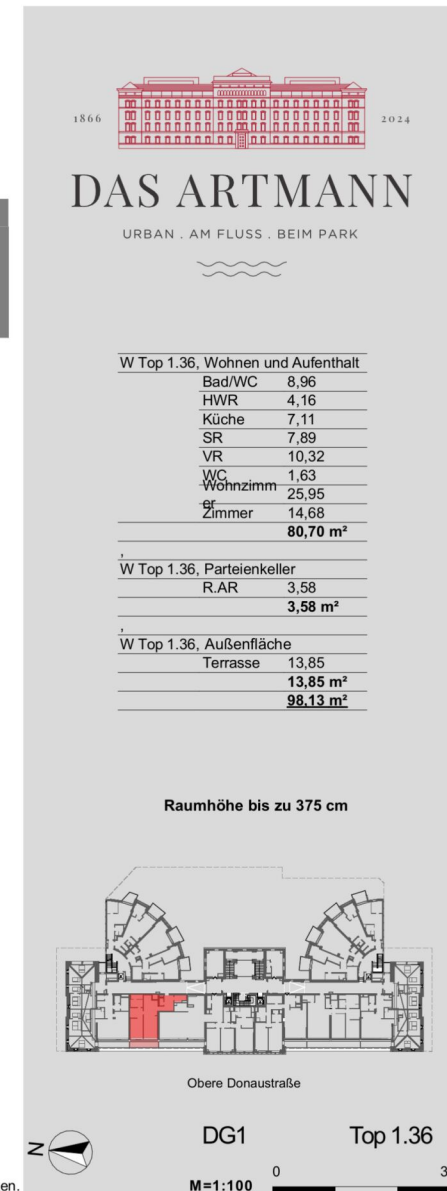 1866
2024
DAS ARTMANN
URBAN . AM FLUSS . BEIM PARK
W Top 1.36, Wohnen und Aufenthalt
Bad/WC 8,96
HWR 4,16
Küche 7,11
SR 7,89
VR 10,32
WC 1,63
Wohnzimm
er 25,95
Zimmer 14,68
80,70 m²
,
W Top 1.36, Parteienkeller
R.AR 3,58
3,58 m²
,
W Top 1.36, Außenfläche
Terrasse 13,85
13,85 m²
98,13 m²
Raumhöhe bis zu 375 cm
Obere Donaustraße
N
DG1 Top 1.36
0 3
en. M=1:100